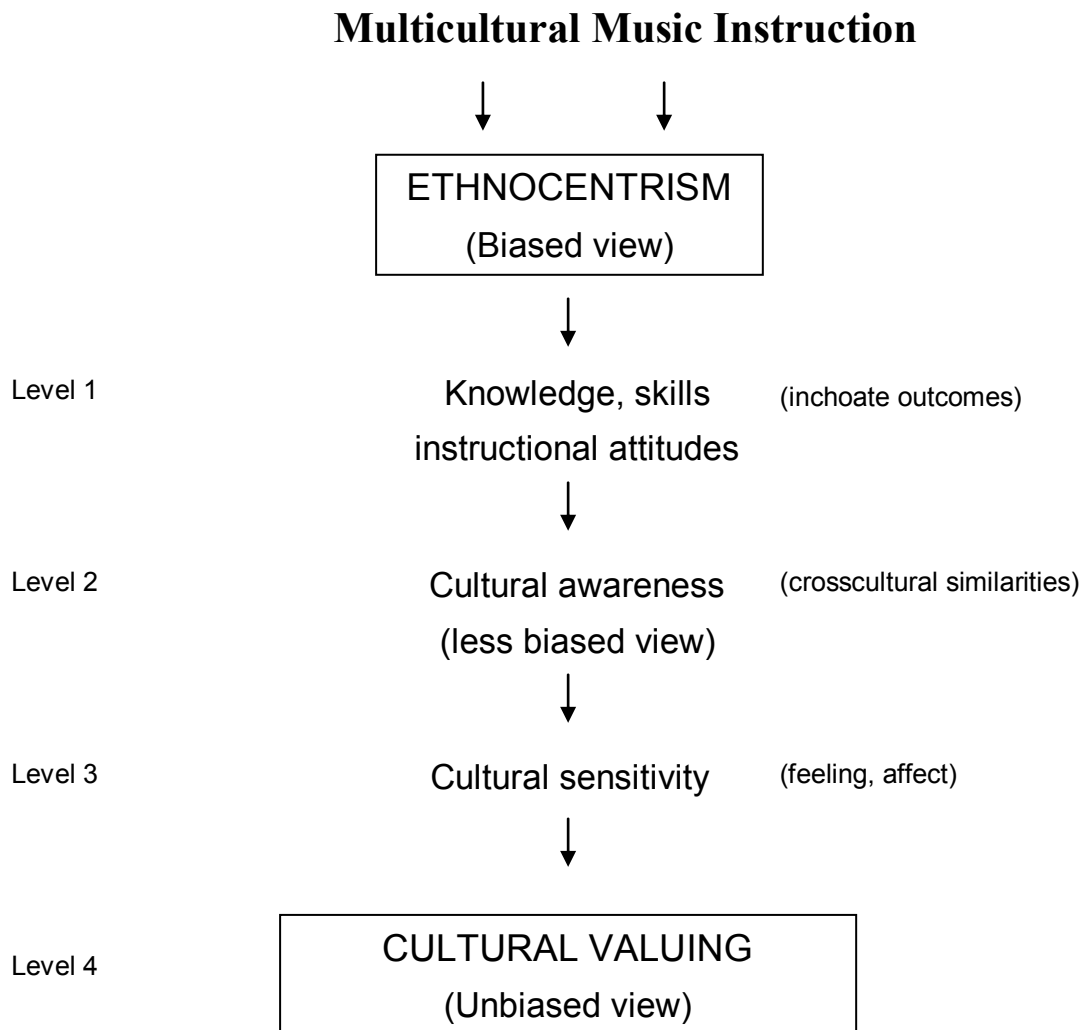 Multicultural Music Instruction
ETHNOCENTRISM
(Biased view)
Level 1
Knowledge, skills
(inchoate outcomes)
instructional attitudes
Level 2
Cultural awareness
(crosscultural similarities)
(less biased view)
Level 3
Cultural sensitivity
(feeling, affect)
Level 4
CULTURAL VALUING
(Unbiased view)